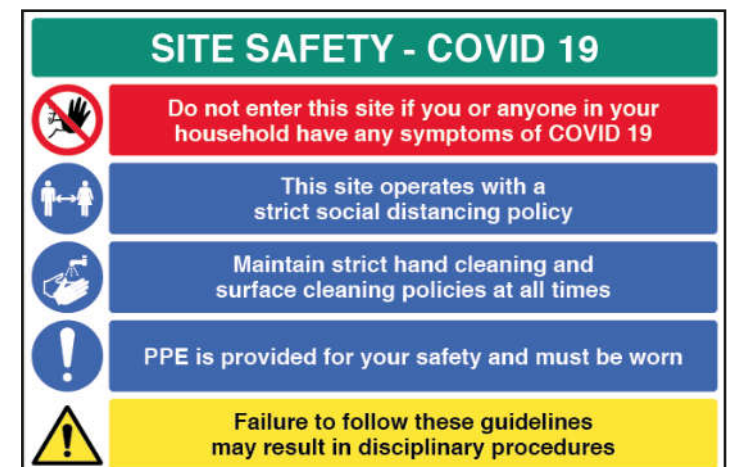 SITE SAFETY - COVID 19
Do not enter this site if you or anyone in your
household have any symptoms of COVID 19
This site operates with a
strict social distancing policy
Maintain strict hand cleaning and
surface cleaning policies at all times
PPE is provided for your safety and must be worn
Failure to follow these guidelines
may result in disciplinary procedures